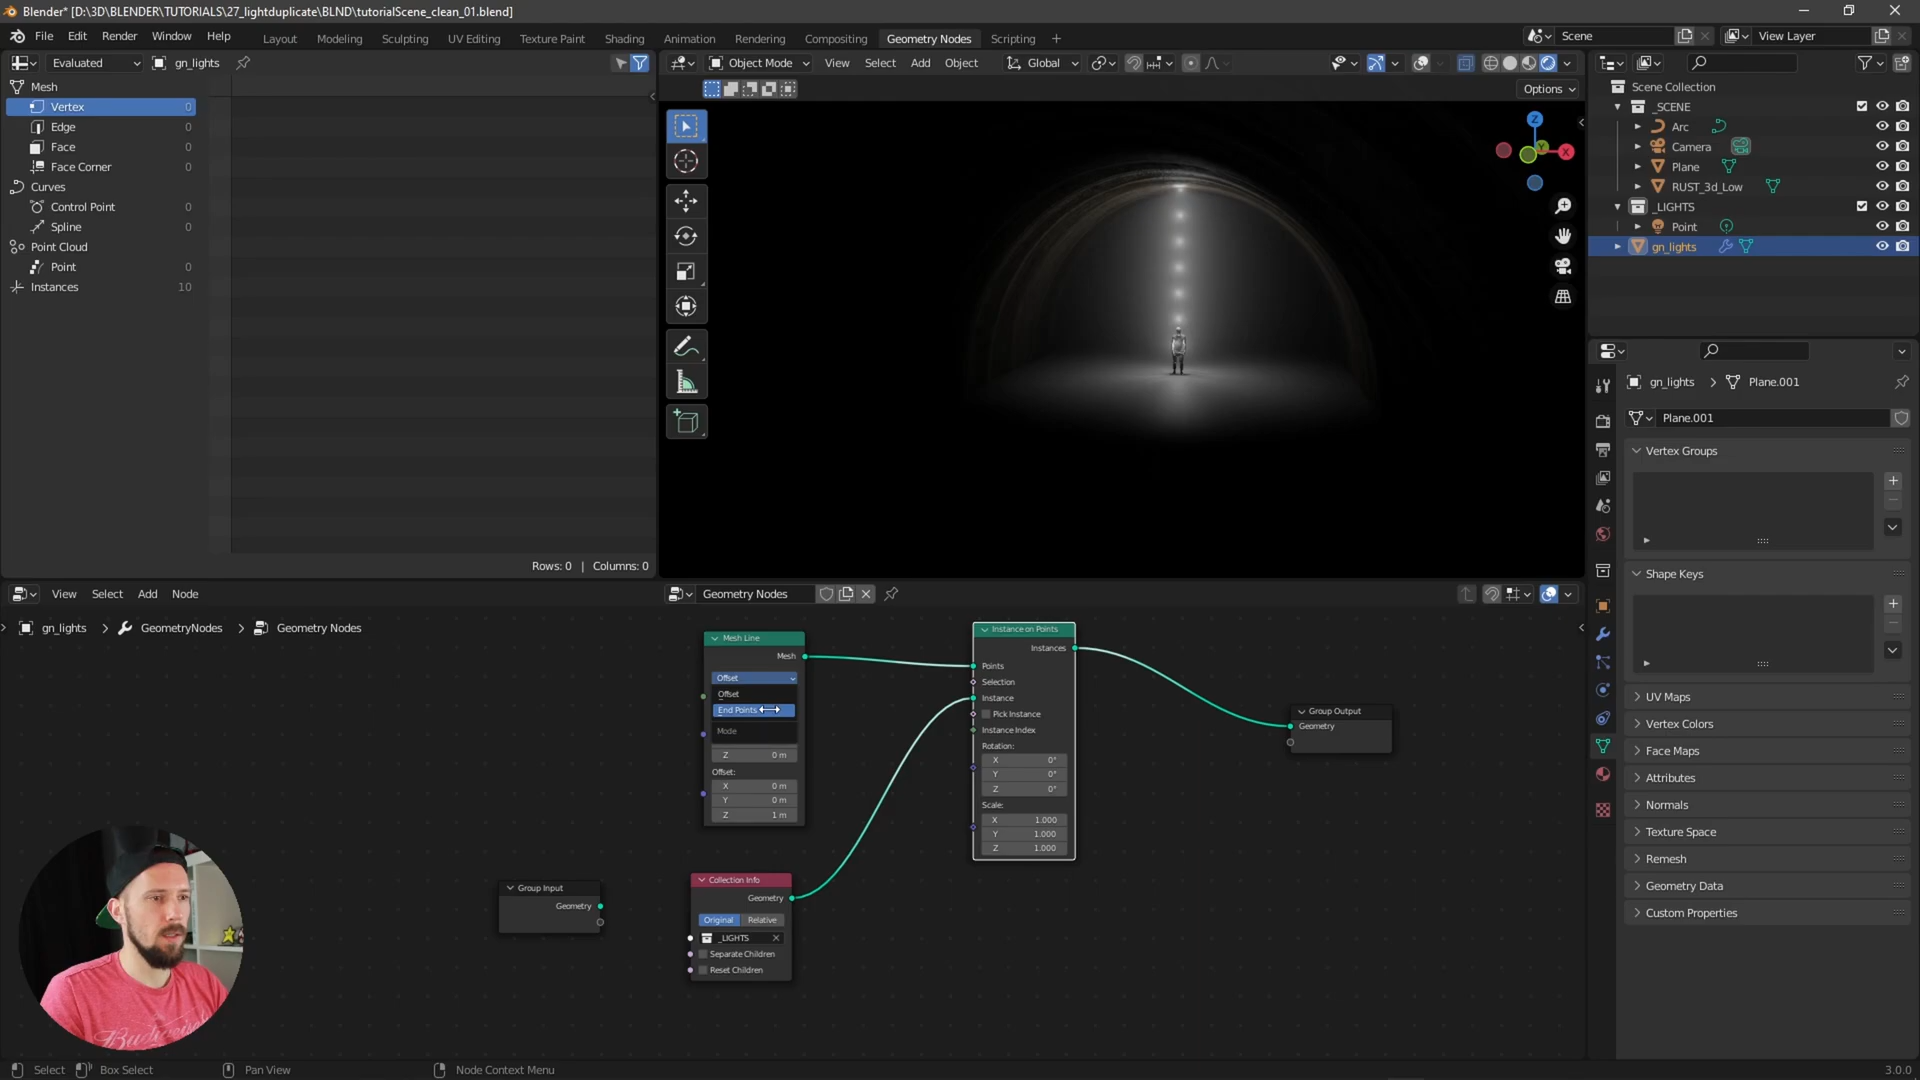 Blender* [D:\3D\BLENDER\TUTORIALS\27_lightduplicate\BLND\tutorialScene_clean_01.blend]
File Edit Render Window Help
Layout Modeling Sculpting UV Editing Texture Paint Shading Animation Rendering Compositing Geometry Nodes Scripting +
Scene
View Layer
Evaluated gn_lights
Mesh
Vertex 0
Edge 0
Face 0
Face Corner 0
Curves
Control Point 0
Spline 0
Point Cloud
Point 0
Instances 10
Rows: 0 | Columns: 0
Object Mode View Select Add Object Global
Options
Z
X
Y
Scene Collection
_SCENE
Arc
Camera
Plane
RUST_3d_Low
_LIGHTS
Point
gn_lights
gn_lights > Plane.001
Plane.001
Vertex Groups
Shape Keys
UV Maps
Vertex Colors
Face Maps
Attributes
Normals
Texture Space
Remesh
Geometry Data
Custom Properties
View Select Add Node
Geometry Nodes
gn_lights > GeometryNodes > Geometry Nodes
Mesh Line
Mesh
Offset
Offset
End Points
Mode
Z 0 m
Offset:
X 0 m
Y 0 m
Z 1 m
Instance on Points
Instances
Points
Selection
Instance
Pick Instance
Instance Index
Rotation:
X 0°
Y 0°
Z 0°
Scale:
X 1.000
Y 1.000
Z 1.000
Group Output
Geometry
Group Input
Geometry
Collection Info
Geometry
Original Relative
_LIGHTS
Separate Children
Reset Children
Select Box Select Pan View Node Context Menu
3.0.0